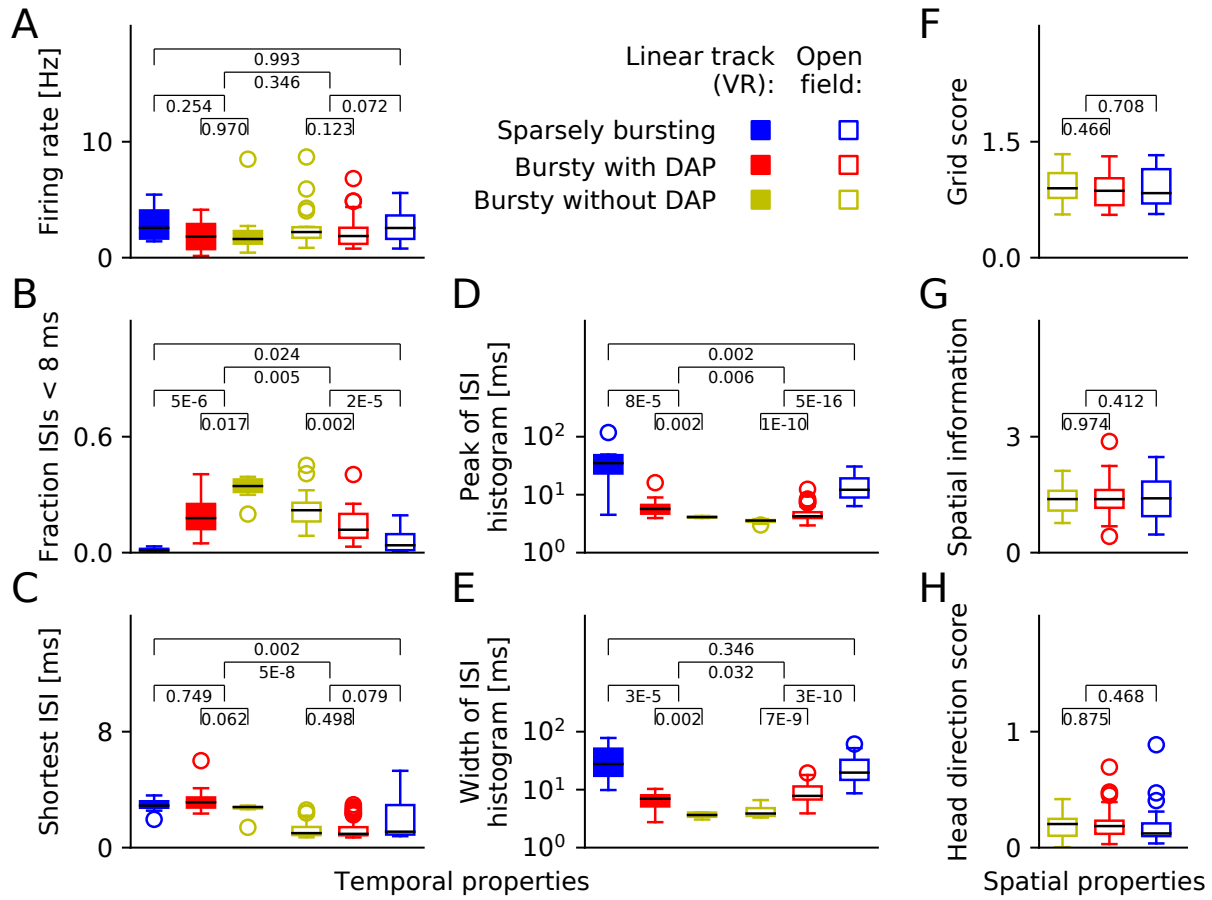 A
Firing rate [Hz]
10
0
0.993
0.346
0.254
0.072
0.970
0.123
Linear track
(VR):
Open
field:
Sparsely bursting
Bursty with DAP
Bursty without DAP
F
Grid score
1.5
0.0
0.708
0.466
B
Fraction ISIs < 8 ms
0.6
0.0
0.024
0.005
5E-6
2E-5
0.017
0.002
D
Peak of ISI
histogram [ms]
10²
10¹
10⁰
0.002
0.006
8E-5
5E-16
0.002
1E-10
G
Spatial information
3
0
0.412
0.974
C
Shortest ISI [ms]
8
0
0.002
5E-8
0.749
0.079
0.062
0.498
E
Width of ISI
histogram [ms]
10²
10¹
10⁰
0.346
0.032
3E-5
3E-10
0.002
7E-9
H
Head direction score
1
0
0.468
0.875
Temporal properties
Spatial properties